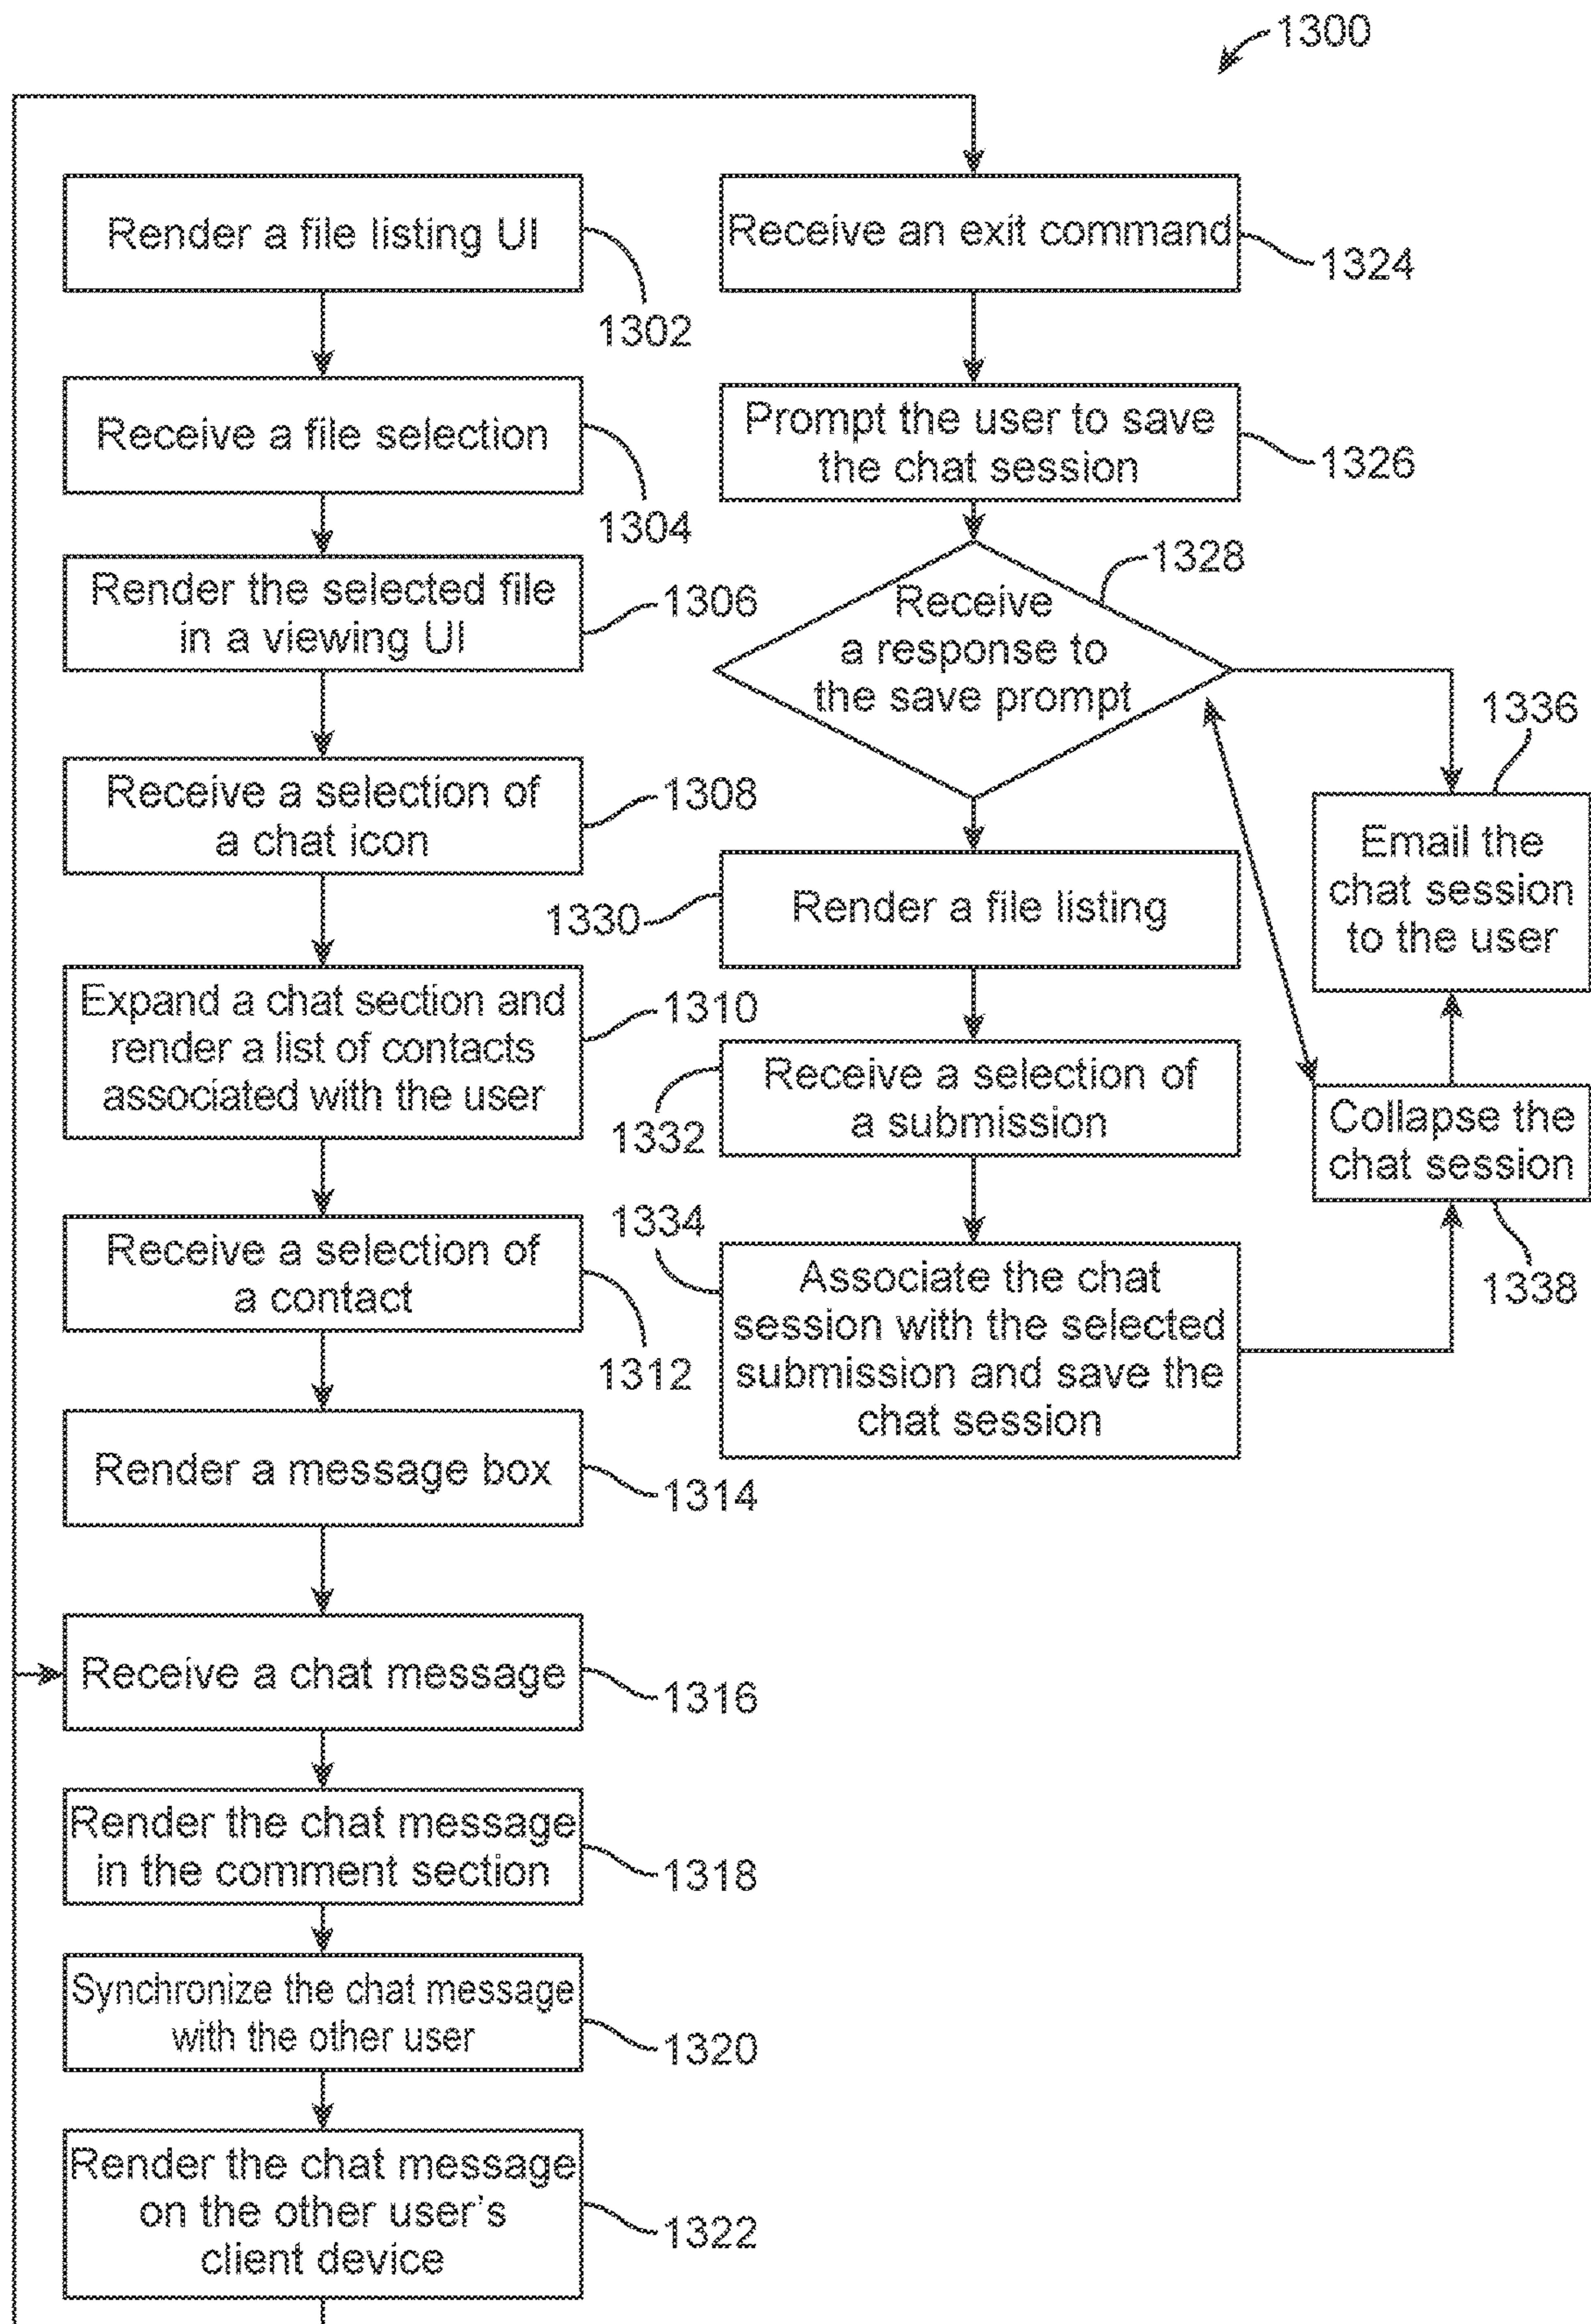 1300
Render a file listing UI
1302
Receive a file selection
1304
Render the selected file
in a viewing UI
1306
Receive a selection of
a chat icon
1308
Expand a chat section and
render a list of contacts
associated with the user
1310
Receive a selection of
a contact
1312
Render a message box
1314
Receive a chat message
1316
Render the chat message
in the comment section
1318
Synchronize the chat message
with the other user
1320
Render the chat message
on the other user's
client device
1322
Receive an exit command
1324
Prompt the user to save
the chat session
1326
Receive
a response to
the save prompt
1328
Render a file listing
1330
Receive a selection of
a submission
1332
Associate the chat
session with the selected
submission and save the
chat session
1334
1336
Email the
chat session
to the user
Collapse the
chat session
1338